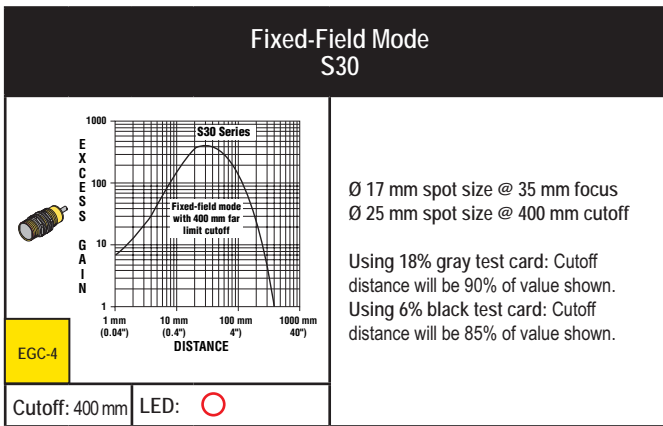 Fixed-Field Mode
S30
EXCESS GAIN
1000
100
10
1
S30 Series
Fixed-field mode
with 400 mm far
limit cutoff
1 mm 10 mm 100 mm 1000 mm
(0.04") (0.4") 4") 40")
DISTANCE
EGC-4
Cutoff: 400 mm
LED:
Ø 17 mm spot size @ 35 mm focus
Ø 25 mm spot size @ 400 mm cutoff
Using 18% gray test card: Cutoff
distance will be 90% of value shown.
Using 6% black test card: Cutoff
distance will be 85% of value shown.